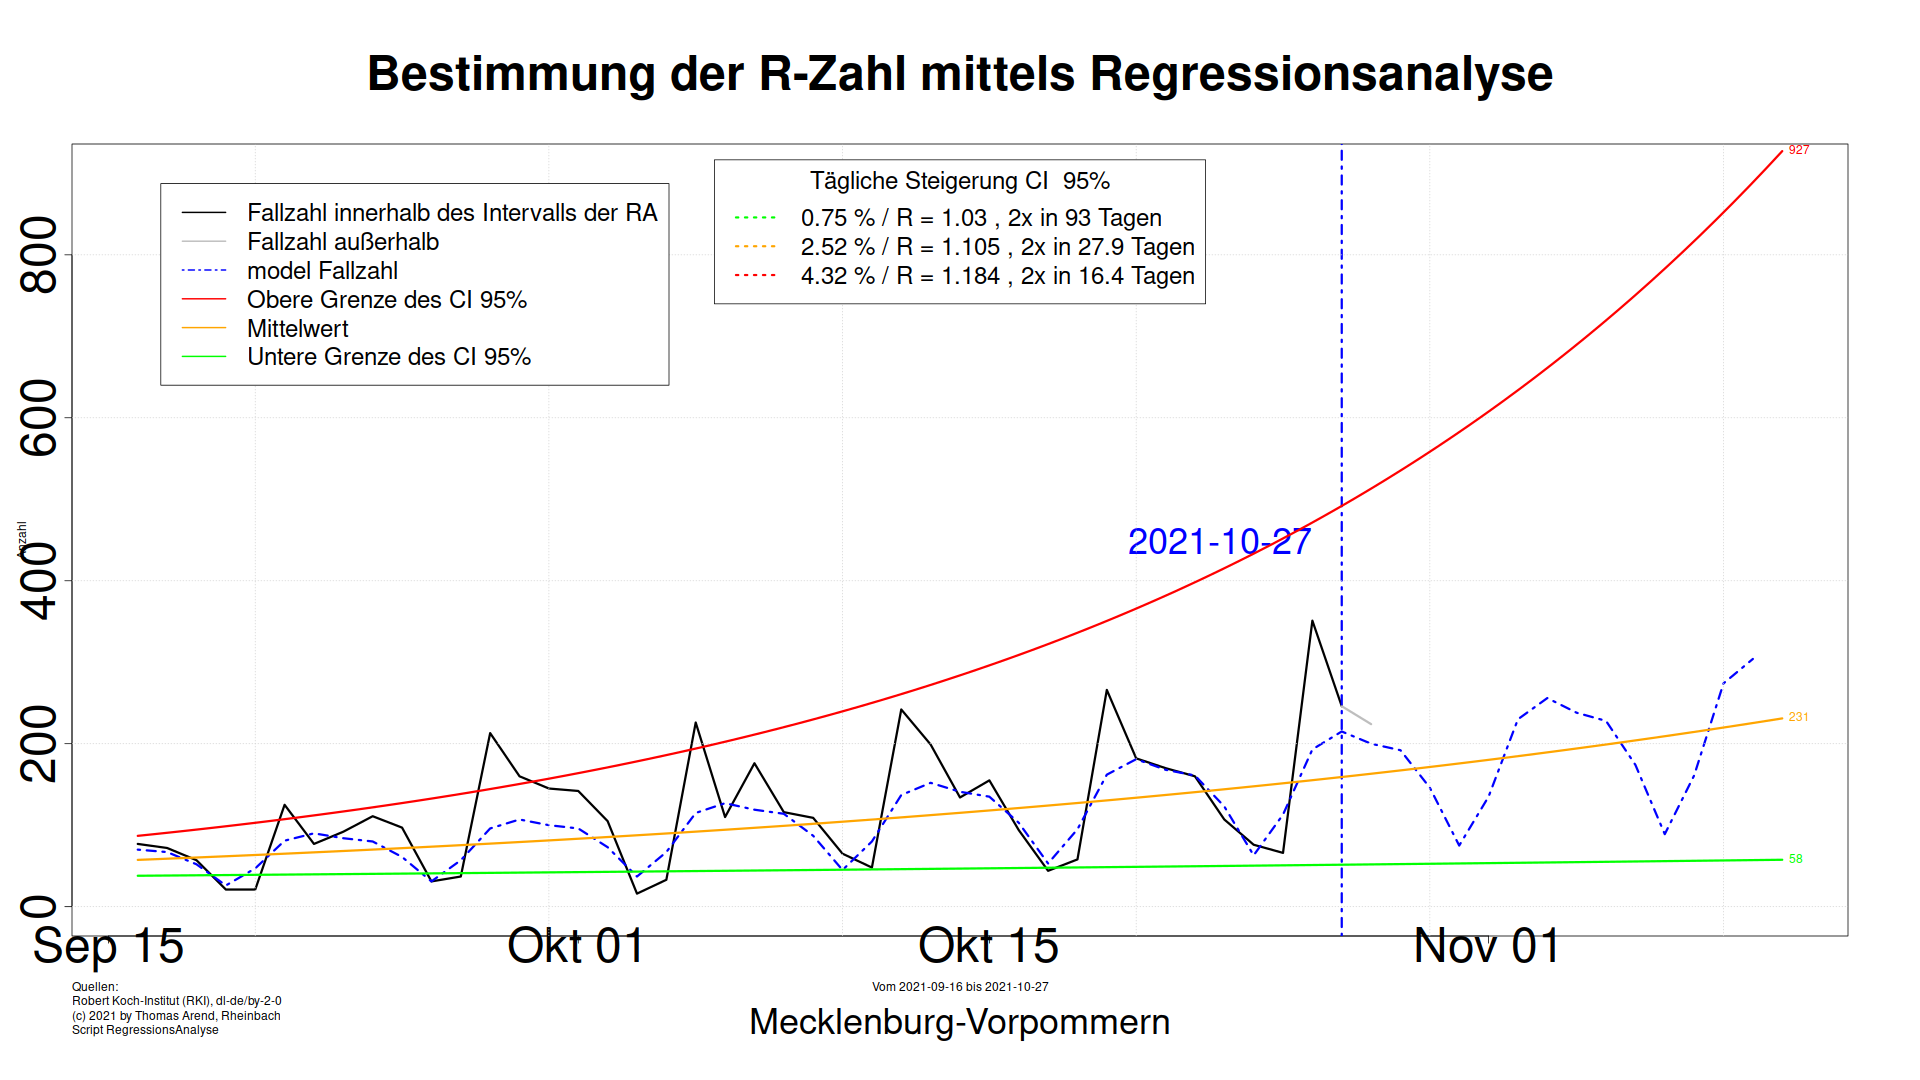 Bestimmung der R-Zahl mittels Regressionsanalyse
Fallzahl innerhalb des Intervalls der RA
Fallzahl außerhalb
model Fallzahl
Obere Grenze des CI 95%
Mittelwert
Untere Grenze des CI 95%
Tägliche Steigerung CI  95%
0.75 % / R = 1.03 , 2x in 93 Tagen
2.52 % / R = 1.105 , 2x in 27.9 Tagen
4.32 % / R = 1.184 , 2x in 16.4 Tagen
927
800
600
400
200
0
Anzahl
2021-10-27
231
58
Sep 15
Okt 01
Okt 15
Nov 01
Quellen:
Robert Koch-Institut (RKI), dl-de/by-2-0
(c) 2021 by Thomas Arend, Rheinbach
Script RegressionsAnalyse
Vom 2021-09-16 bis 2021-10-27
Mecklenburg-Vorpommern